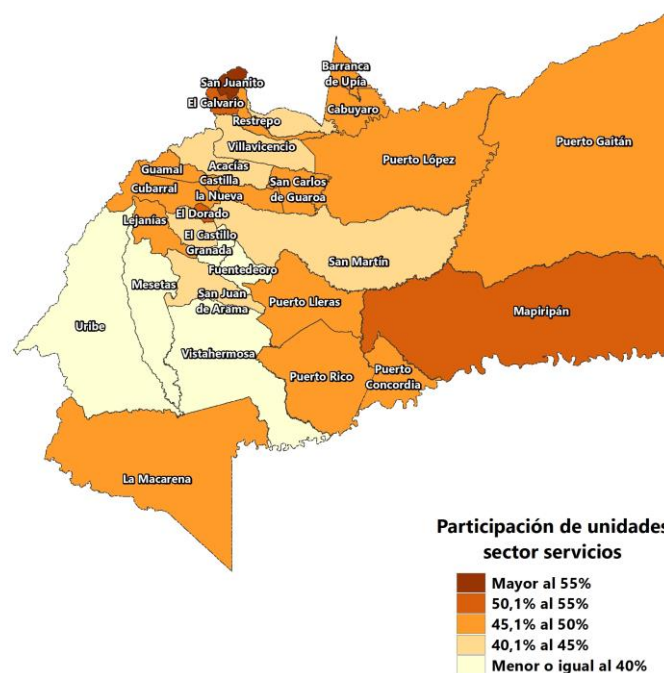 San Juanito
El Calvario
Restrepo
Barranca
de Upía
Cabuyaro
Villavicencio
Puerto López
Puerto Gaitán
Acacías
Guamal
Castilla
la Nueva
San Carlos
de Guaroa
Cubarral
El Dorado
Lejanías
El Castillo
Granada
San Martín
Fuentedeoro
Mesetas
San Juan
de Arama
Puerto Lleras
Mapiripán
Uribe
Vistahermosa
Puerto Rico
Puerto
Concordia
La Macarena
Participación de unidades
sector servicios
Mayor al 55%
50,1% al 55%
45,1% al 50%
40,1% al 45%
Menor o igual al 40%